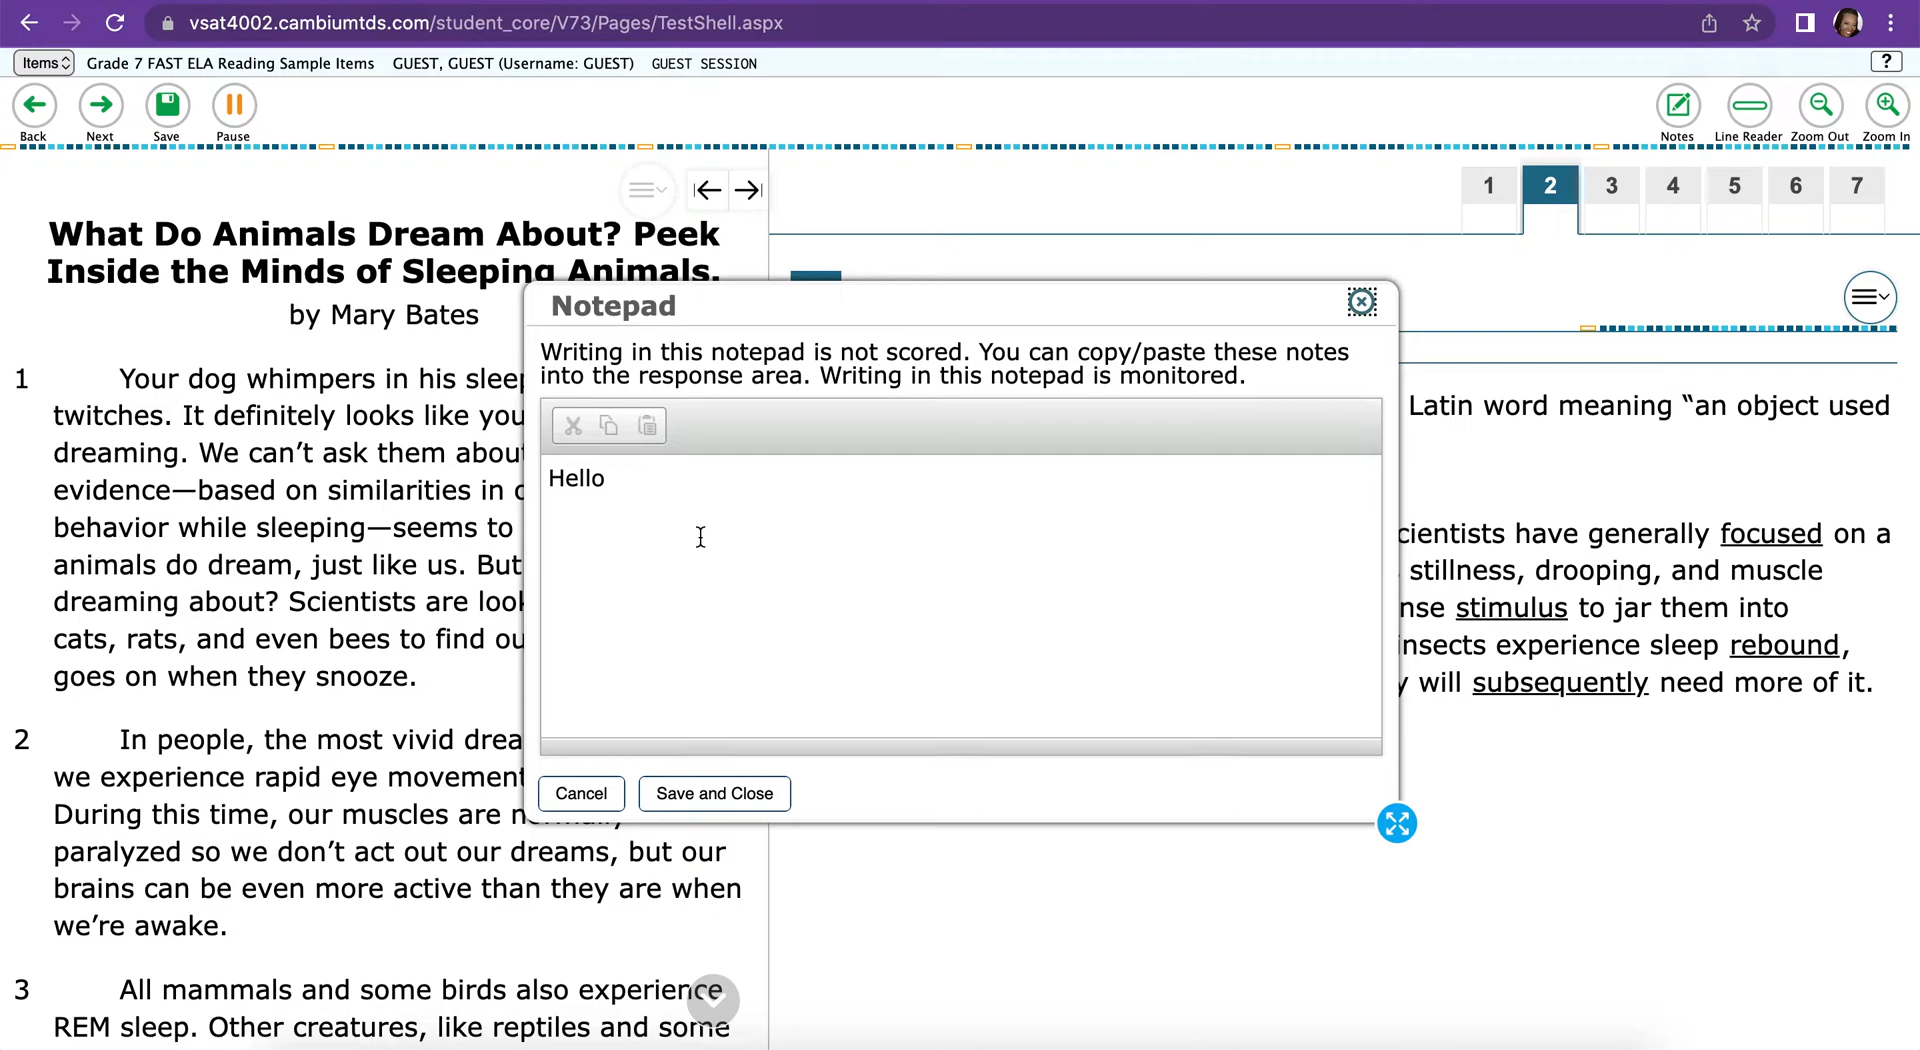 vsat4002.cambiumtds.com/student_core/V73/Pages/TestShell.aspx
Items Grade 7 FAST ELA Reading Sample Items GUEST, GUEST (Username: GUEST) GUEST SESSION ?
Back Next Save Pause Notes Line Reader Zoom Out Zoom In
1 2 3 4 5 6 7
What Do Animals Dream About? Peek
Inside the Minds of Sleeping Animals.
by Mary Bates
1 Your dog whimpers in his sleep
twitches. It definitely looks like you
dreaming. We can’t ask them about
evidence—based on similarities in
behavior while sleeping—seems to
animals do dream, just like us. But
dreaming about? Scientists are look
cats, rats, and even bees to find ou
goes on when they snooze.
2 In people, the most vivid drea
we experience rapid eye movement
During this time, our muscles are normally
paralyzed so we don’t act out our dreams, but our
brains can be even more active than they are when
we’re awake.
3 All mammals and some birds also experience
REM sleep. Other creatures, like reptiles and some
Notepad
Writing in this notepad is not scored. You can copy/paste these notes
into the response area. Writing in this notepad is monitored.
Hello
Cancel Save and Close
Latin word meaning “an object used
cientists have generally focused on a
stillness, drooping, and muscle
nse stimulus to jar them into
insects experience sleep rebound,
y will subsequently need more of it.